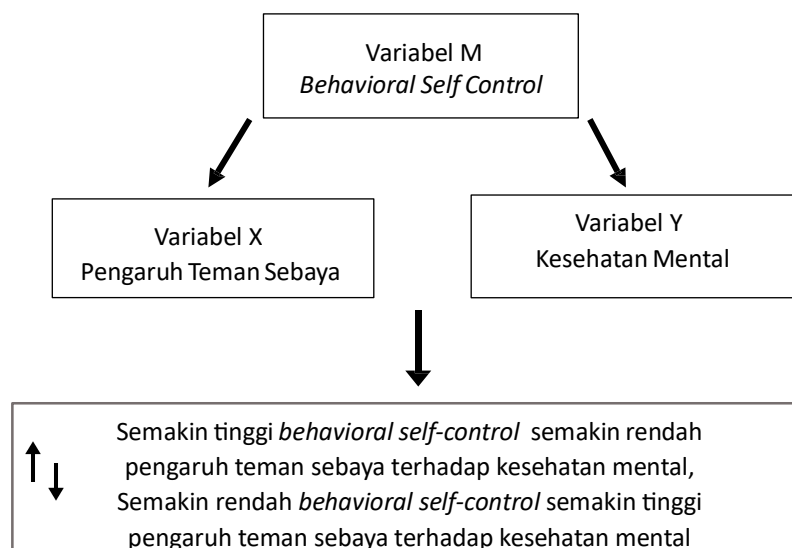 Variabel M
Behavioral Self Control
Variabel X
Pengaruh Teman Sebaya
Variabel Y
Kesehatan Mental
Semakin tinggi behavioral self-control semakin rendah
pengaruh teman sebaya terhadap kesehatan mental,
Semakin rendah behavioral self-control semakin tinggi
pengaruh teman sebaya terhadap kesehatan mental